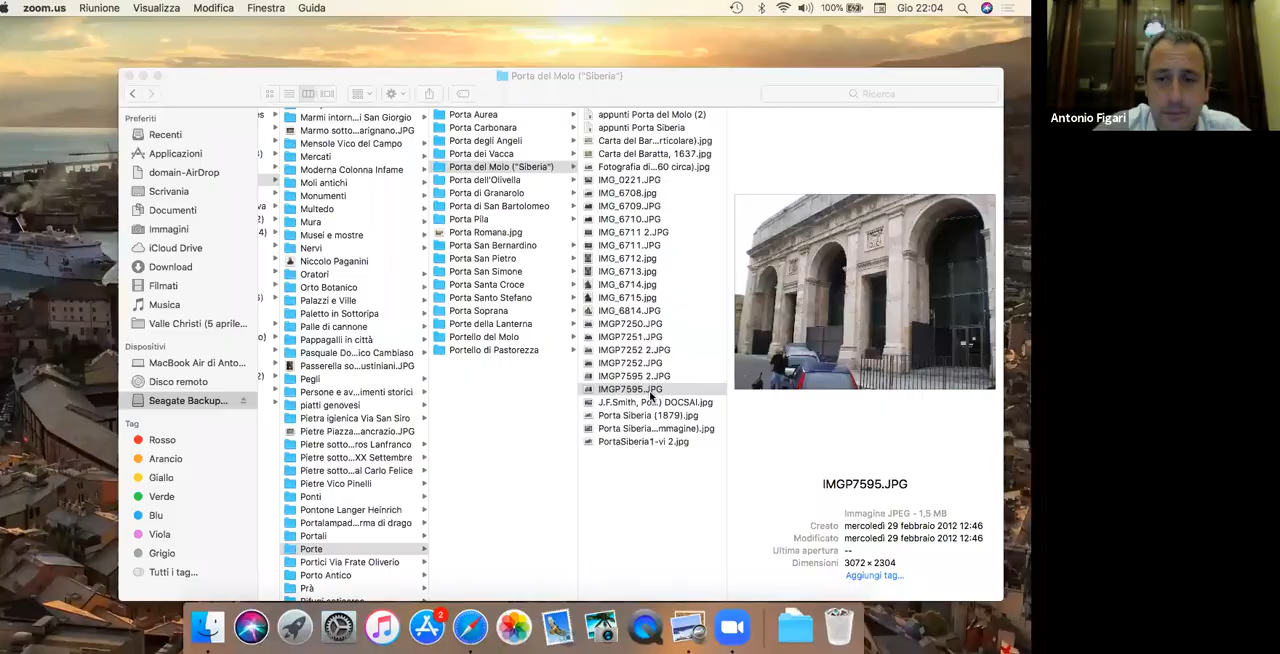 zoom.us Riunione Visualizza Modifica Finestra Guida
100% Gio 22:04
Antonio Figari
Porta del Molo ("Siberia")
Ricerca
Preferiti
Recenti
Applicazioni
domain-AirDrop
Scrivania
Documenti
Immagini
iCloud Drive
Download
Filmati
Musica
Valle Christi (5 aprile...
Dispositivi
MacBook Air di Anto...
Disco remoto
Seagate Backup...
Tag
Rosso
Arancio
Giallo
Verde
Blu
Viola
Grigio
Tutti i tag...
Marmi intorn...i San Giorgio
Marmo sotto...arignano.JPG
Mensole Vico del Campo
Mercati
Moderna Colonna Infame
Moli antichi
Monumenti
Multedo
Mura
Musei e mostre
Nervi
Niccolo Paganini
Oratori
Orto Botanico
Palazzi e Ville
Paletto in Sottoripa
Palle di cannone
Pappagalli in città
Pasquale Do...co Cambiaso
Passerella so...ustiniani.JPG
Pegli
Persone e av...imenti storici
piatti genovesi
Pietra igienica Via San Siro
Pietre Piazza...ancrazio.JPG
Pietre sotto...ros Lanfranco
Pietre sotto...XX Settembre
Pietre sotto...al Carlo Felice
Pietre Vico Pinelli
Ponti
Pontone Langer Heinrich
Portalampad...rma di drago
Portali
Porte
Portici Via Frate Oliverio
Porto Antico
Prà
Porta Aurea
Porta Carbonara
Porta degli Angeli
Porta dei Vacca
Porta del Molo ("Siberia")
Porta dell'Olivella
Porta di Granarolo
Porta di San Bartolomeo
Porta Pila
Porta Romana.jpg
Porta San Bernardino
Porta San Pietro
Porta San Simone
Porta Santa Croce
Porta Santo Stefano
Porta Soprana
Porte della Lanterna
Portello del Molo
Portello di Pastorezza
appunti Porta del Molo (2)
appunti Porta Siberia
Carta del Bar...rticolare).jpg
Carta del Baratta, 1637.jpg
Fotografia di...60 circa).jpg
IMG_0221.JPG
IMG_6708.jpg
IMG_6709.JPG
IMG_6710.JPG
IMG_6711 2.JPG
IMG_6711.JPG
IMG_6712.jpg
IMG_6713.jpg
IMG_6714.jpg
IMG_6715.jpg
IMG_6814.JPG
IMGP7250.JPG
IMGP7251.JPG
IMGP7252 2.JPG
IMGP7252.JPG
IMGP7595 2.JPG
IMGP7595.JPG
J.F.Smith, Po...) DOCSAI.jpg
Porta Siberia (1879).jpg
Porta Siberia...mmagine).jpg
PortaSiberia1-vi 2.jpg
IMGP7595.JPG
Immagine JPEG - 1,5 MB
Creato mercoledì 29 febbraio 2012 12:46
Modificato mercoledì 29 febbraio 2012 12:46
Ultima apertura --
Dimensioni 3072 × 2304
Aggiungi tag...
2